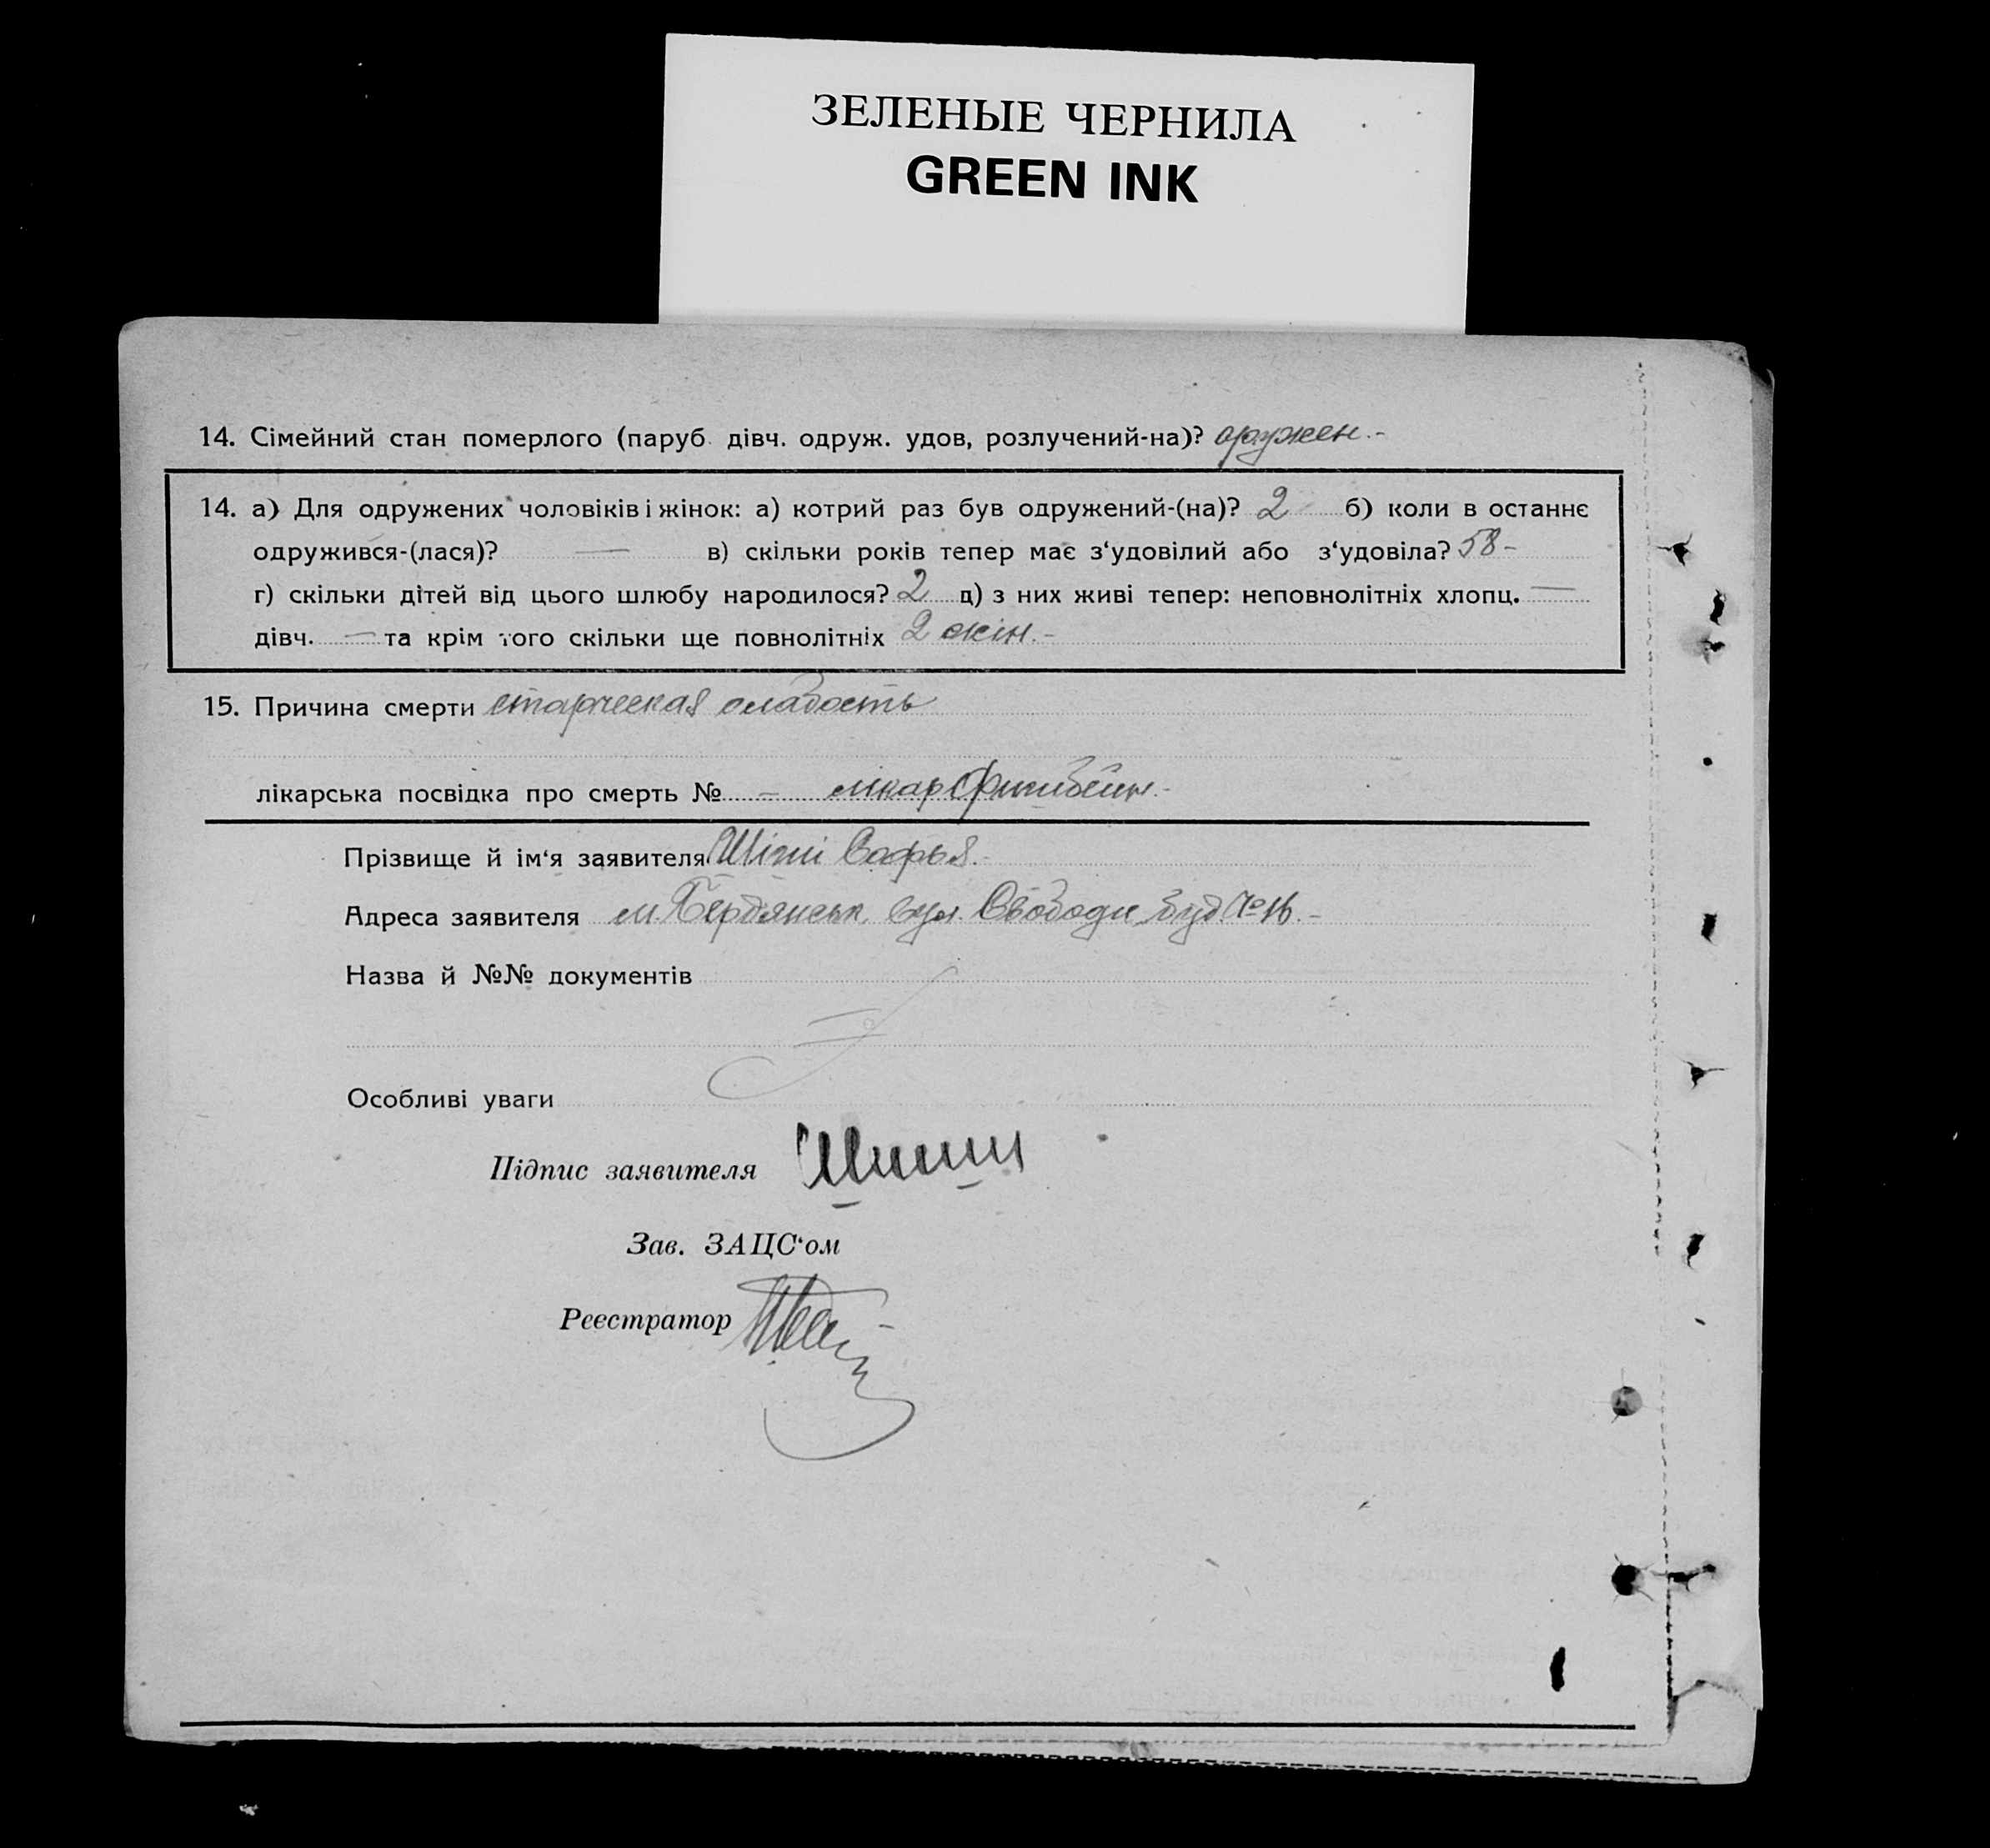 ЗЕЛЕНЫЕ ЧЕРНИЛА
GREEN INK
14. Сімейний стан померлого (паруб. дівч. одруж. удов, розлучений-на)? одружен.-
14. а) Для одружених чоловіків і жінок: а) котрий раз був одружений-(на)? 2 б) коли в останнє
одружився-(лася)? — в) скільки років тепер має з‘удовілий або з‘удовіла? 58-
г) скільки дітей від цього шлюбу народилося? 2 д) з них живі тепер: неповнолітніх хлопц. —
дівч. — та крім того скільки ще повнолітніх 2 жін.-
15. Причина смерти старческая слабость
лікарська посвідка про смерть № — лікар Фишбейн.-
Прізвище й ім‘я заявителя Софья.-
Адреса заявителя м. Бердянськ вул. Свободи буд. № 16.-
Назва й №№ документів
Особливі уваги
Підпис заявителя
Зав. ЗАЦС‘ом
Реєстратор